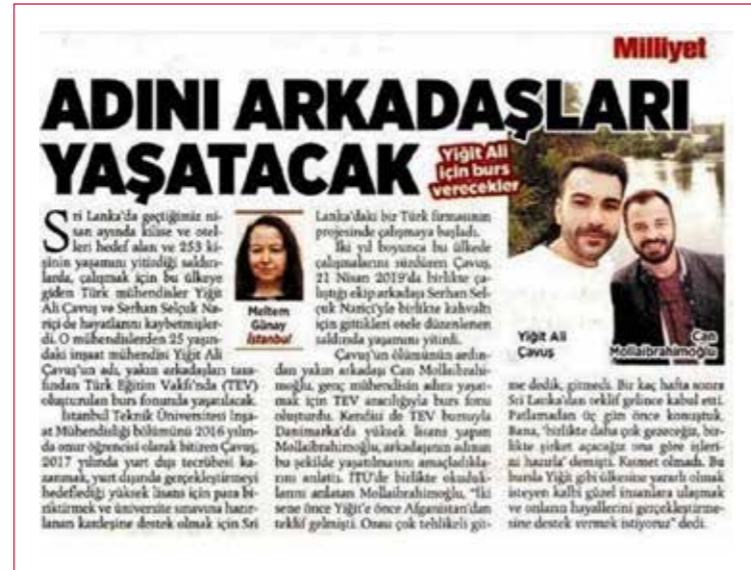 Milliyet
ADINI ARKADAŞLARI
YAŞATACAK
Yiğit Ali
için burs
verecekler
Sri Lanka'da geçtiğimiz ni-
san ayında kilise ve otel-
leri hedef alan ve 253 ki-
şinin yaşamını yitirdiği saldırı-
larda, çalışmak için bu ülkeye
giden Türk mühendisler Yiğit
Ali Çavuş ve Serhan Selçuk Na-
riçi de hayatlarını kaybetmişler-
di. O mühendislerden 25 yaşın-
daki inşaat mühendisi Yiğit Ali
Çavuş'un adı, yakın arkadaşları tara-
fından Türk Eğitim Vakfı'nda (TEV)
oluşturulan burs fonunda yaşatılacak.
İstanbul Teknik Üniversitesi İnşa-
at Mühendisliği bölümünü 2016 yılın-
da onur öğrencisi olarak bitiren Çavuş,
2017 yılında yurt dışı tecrübesi ka-
zanmak, yurt dışında gerçekleştirmeyi
hedeflediği yüksek lisans için para bi-
riktirmek ve üniversite sınavına hazır-
lanan kardeşine destek olmak için Sri
Meltem
Günay
İstanbul
Lanka'daki bir Türk firmasının
projesinde çalışmaya başladı.
İki yıl boyunca bu ülkede
çalışmalarını sürdüren Çavuş,
21 Nisan 2019'da birlikte ça-
lıştığı ekip arkadaşı Serhan Sel-
çuk Nariçi'yle birlikte kahvaltı
için gittikleri otele düzenlenen
saldırıda yaşamını yitirdi.
Çavuş'un ölümünün ardın-
dan yakın arkadaşı Can Mollaibrahi-
moğlu, genç mühendisin adını yaşat-
mak için TEV aracılığıyla burs fonu
oluşturdu. Kendisi de TEV bursuyla
Danimarka'da yüksek lisans yapan
Mollaibrahimoğlu, arkadaşının adının
bu şekilde yaşatılmasını amaçladıkla-
rını anlattı. İTÜ'de birlikte okuduk-
larını anlatan Mollaibrahimoğlu, "İki
sene önce Yiğit'e önce Afganistan'dan
teklif gelmişti. Orası çok tehlikeli git-
Yiğit Ali
Çavuş
Can
Mollaibrahimoğlu
me dedik, gitmedi. Bir kaç hafta sonra
Sri Lanka'dan teklif gelince kabul etti.
Patlamadan üç gün önce konuştuk.
Bana, 'birlikte daha çok gezeceğiz, bir-
likte şirket açacağız ona göre işleri-
ni hazırla' demişti. Kısmet olmadı. Bu
bursla Yiğit gibi ülkesine yararlı olmak
isteyen kalbi güzel insanlara ulaşmak
ve onların hayallerini gerçekleştirme-
sine destek vermek istiyoruz" dedi.